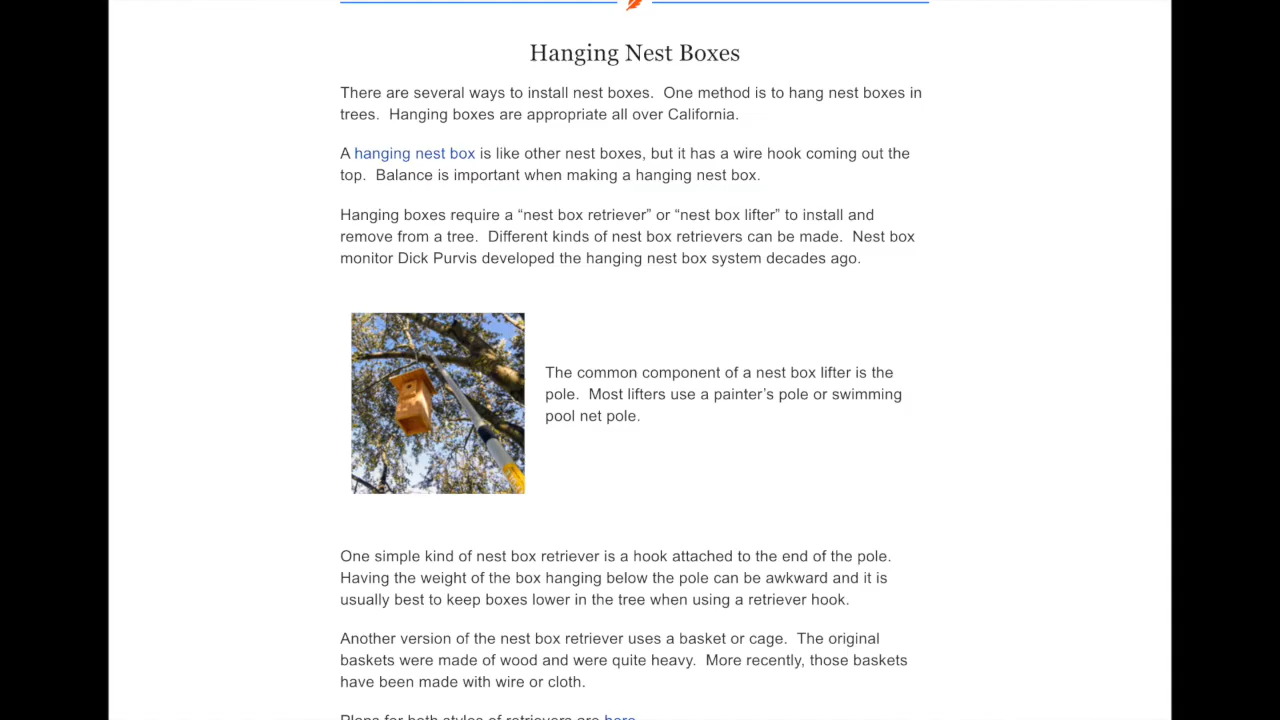 Hanging Nest Boxes
There are several ways to install nest boxes.  One method is to hang nest boxes in
trees.  Hanging boxes are appropriate all over California.
A hanging nest box is like other nest boxes, but it has a wire hook coming out the
top.  Balance is important when making a hanging nest box.
Hanging boxes require a “nest box retriever” or “nest box lifter” to install and
remove from a tree.  Different kinds of nest box retrievers can be made.  Nest box
monitor Dick Purvis developed the hanging nest box system decades ago.
The common component of a nest box lifter is the
pole.  Most lifters use a painter’s pole or swimming
pool net pole.
One simple kind of nest box retriever is a hook attached to the end of the pole.
Having the weight of the box hanging below the pole can be awkward and it is
usually best to keep boxes lower in the tree when using a retriever hook.
Another version of the nest box retriever uses a basket or cage.  The original
baskets were made of wood and were quite heavy.  More recently, those baskets
have been made with wire or cloth.
Plans for both styles of retrievers are here